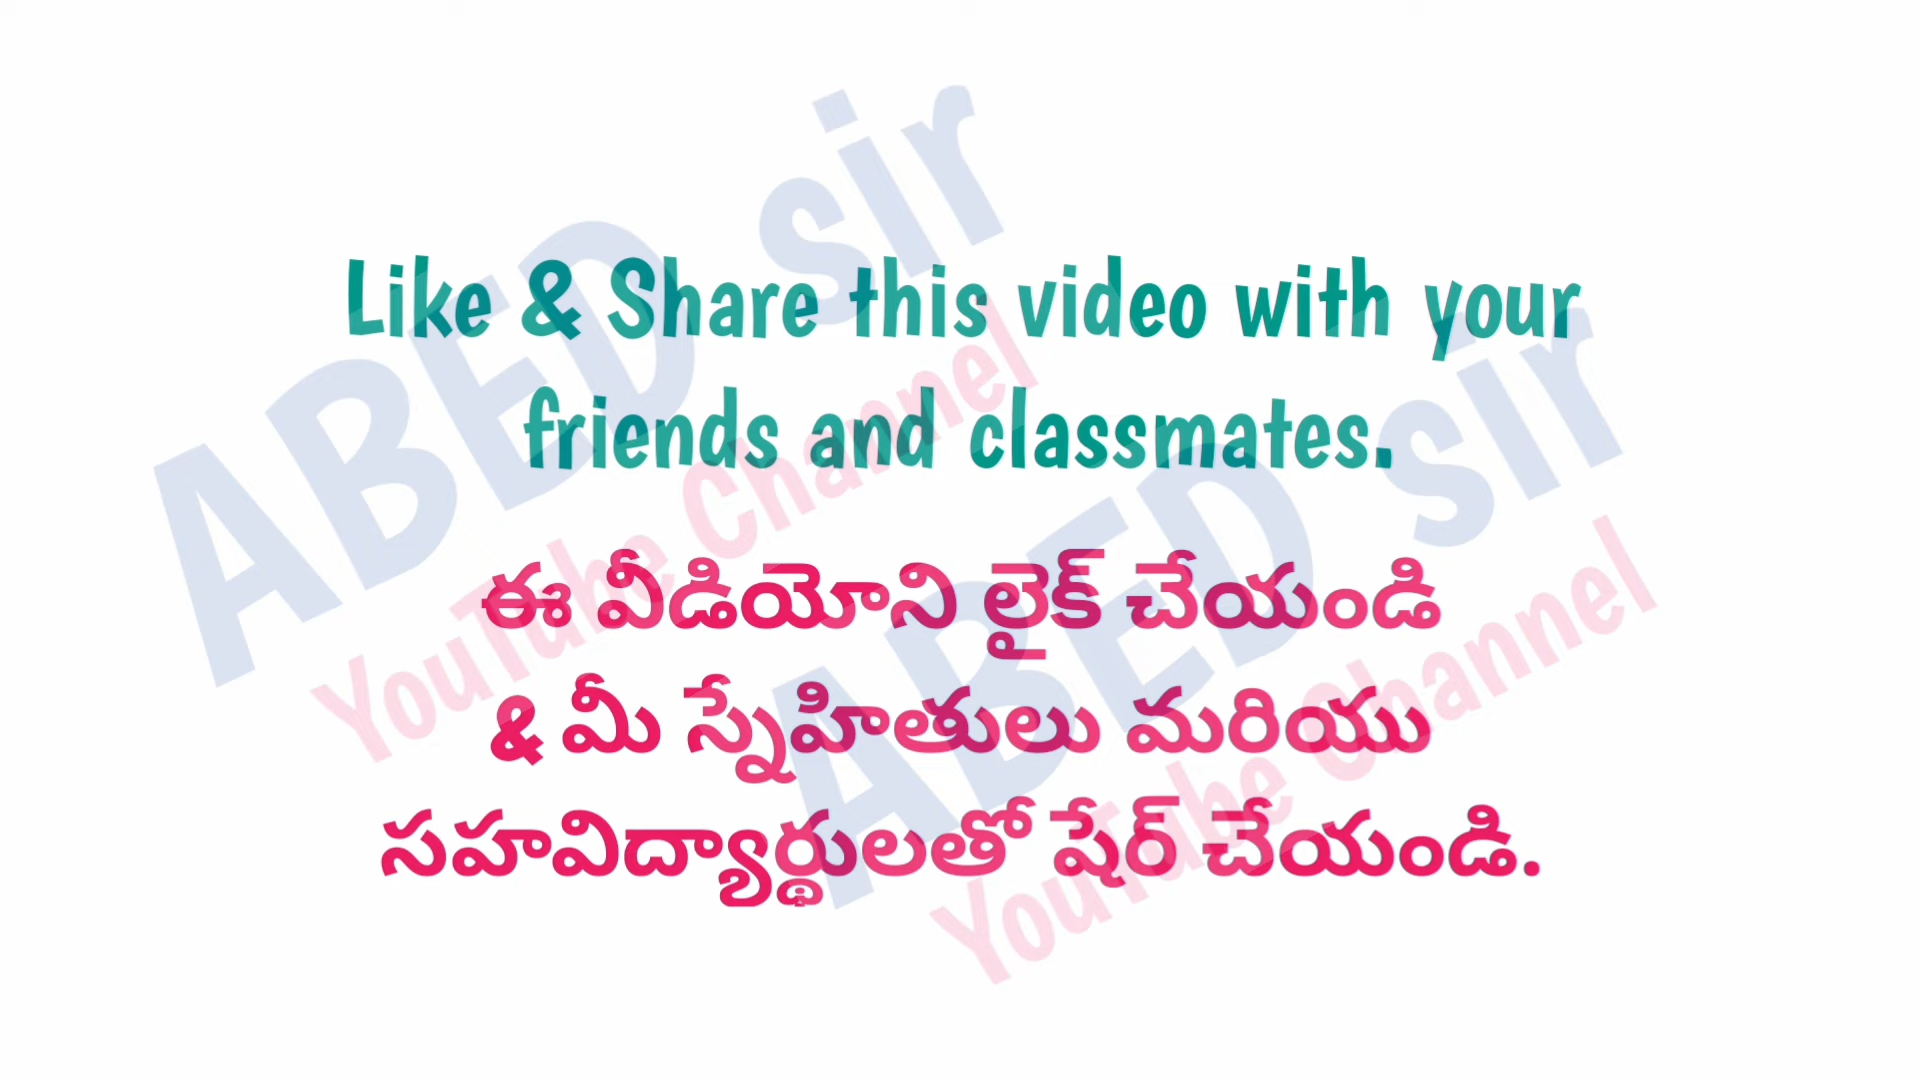 Like & Share this video with your
friends and classmates.
ఈ వీడియోని లైక్ చేయండి
& మీ స్నేహితులు మరియు
సహవిద్యార్థులతో షేర్ చేయండి.
ABED sir
YouTube Channel
ABED sir
YouTube Channel